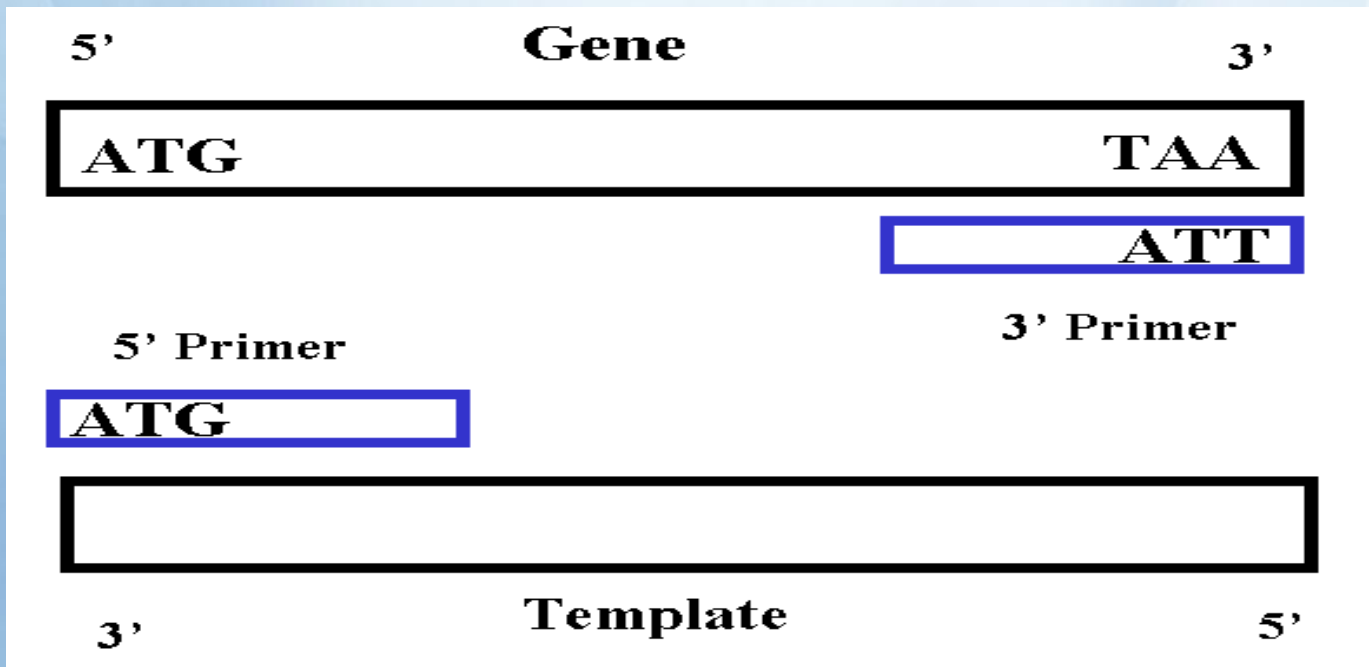 5’ Gene 3’
ATG TAA
ATT
3’ Primer
5’ Primer
ATG
3’ Template 5’